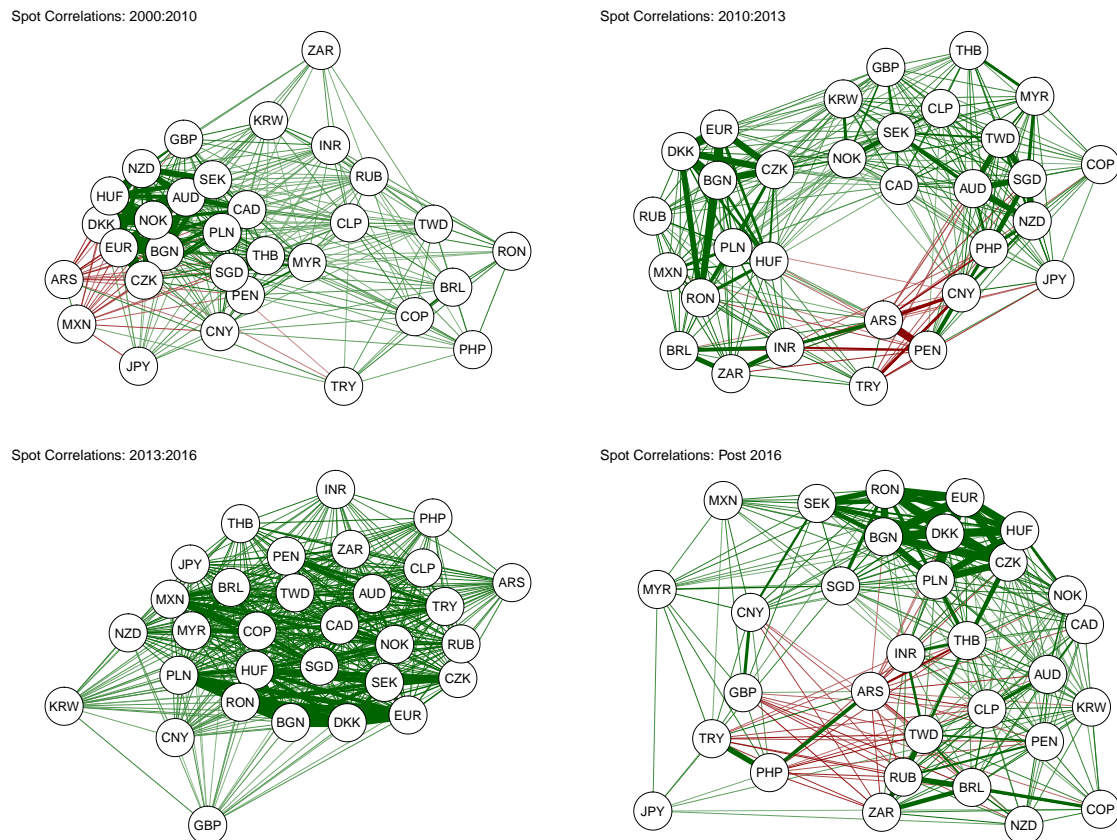 Spot Correlations: 2000:2010
ZAR
KRW
GBP
INR
NZD
SEK
RUB
HUF
AUD
CAD
DKK
NOK
PLN
CLP
TWD
EUR
BGN
THB
MYR
RON
ARS
CZK
SGD
PEN
BRL
MXN
CNY
COP
PHP
JPY
TRY
Spot Correlations: 2010:2013
THB
GBP
KRW
CLP
MYR
EUR
SEK
TWD
DKK
NOK
COP
BGN
CZK
CAD
AUD
SGD
RUB
NZD
PLN
HUF
PHP
MXN
JPY
RON
CNY
ARS
BRL
INR
PEN
ZAR
TRY
Spot Correlations: 2013:2016
INR
THB
PHP
JPY
PEN
ZAR
CLP
ARS
MXN
BRL
TWD
AUD
TRY
NZD
MYR
COP
CAD
NOK
RUB
PLN
HUF
SGD
SEK
CZK
KRW
RON
CNY
BGN
DKK
EUR
GBP
Spot Correlations: Post 2016
MXN
SEK
RON
EUR
BGN
DKK
HUF
CZK
MYR
SGD
PLN
NOK
CNY
CAD
INR
THB
GBP
ARS
AUD
CLP
KRW
TRY
TWD
PEN
PHP
RUB
BRL
JPY
ZAR
NZD
COP